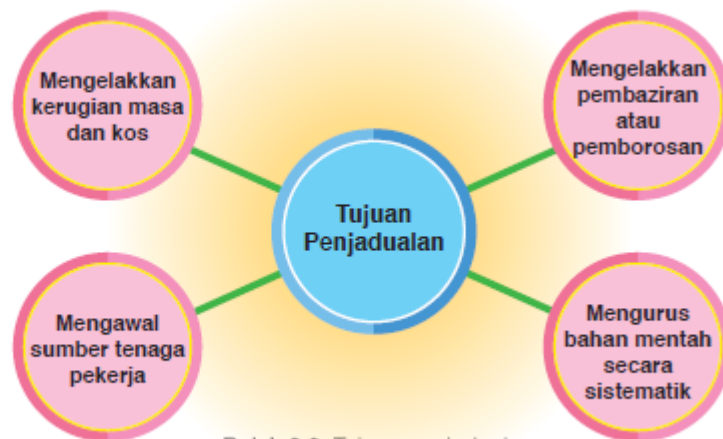 Mengelakkan
kerugian masa
dan kos
Mengelakkan
pembaziran
atau
pemborosan
Tujuan
Penjadualan
Mengawal
sumber tenaga
pekerja
Mengurus
bahan mentah
secara
sistematik